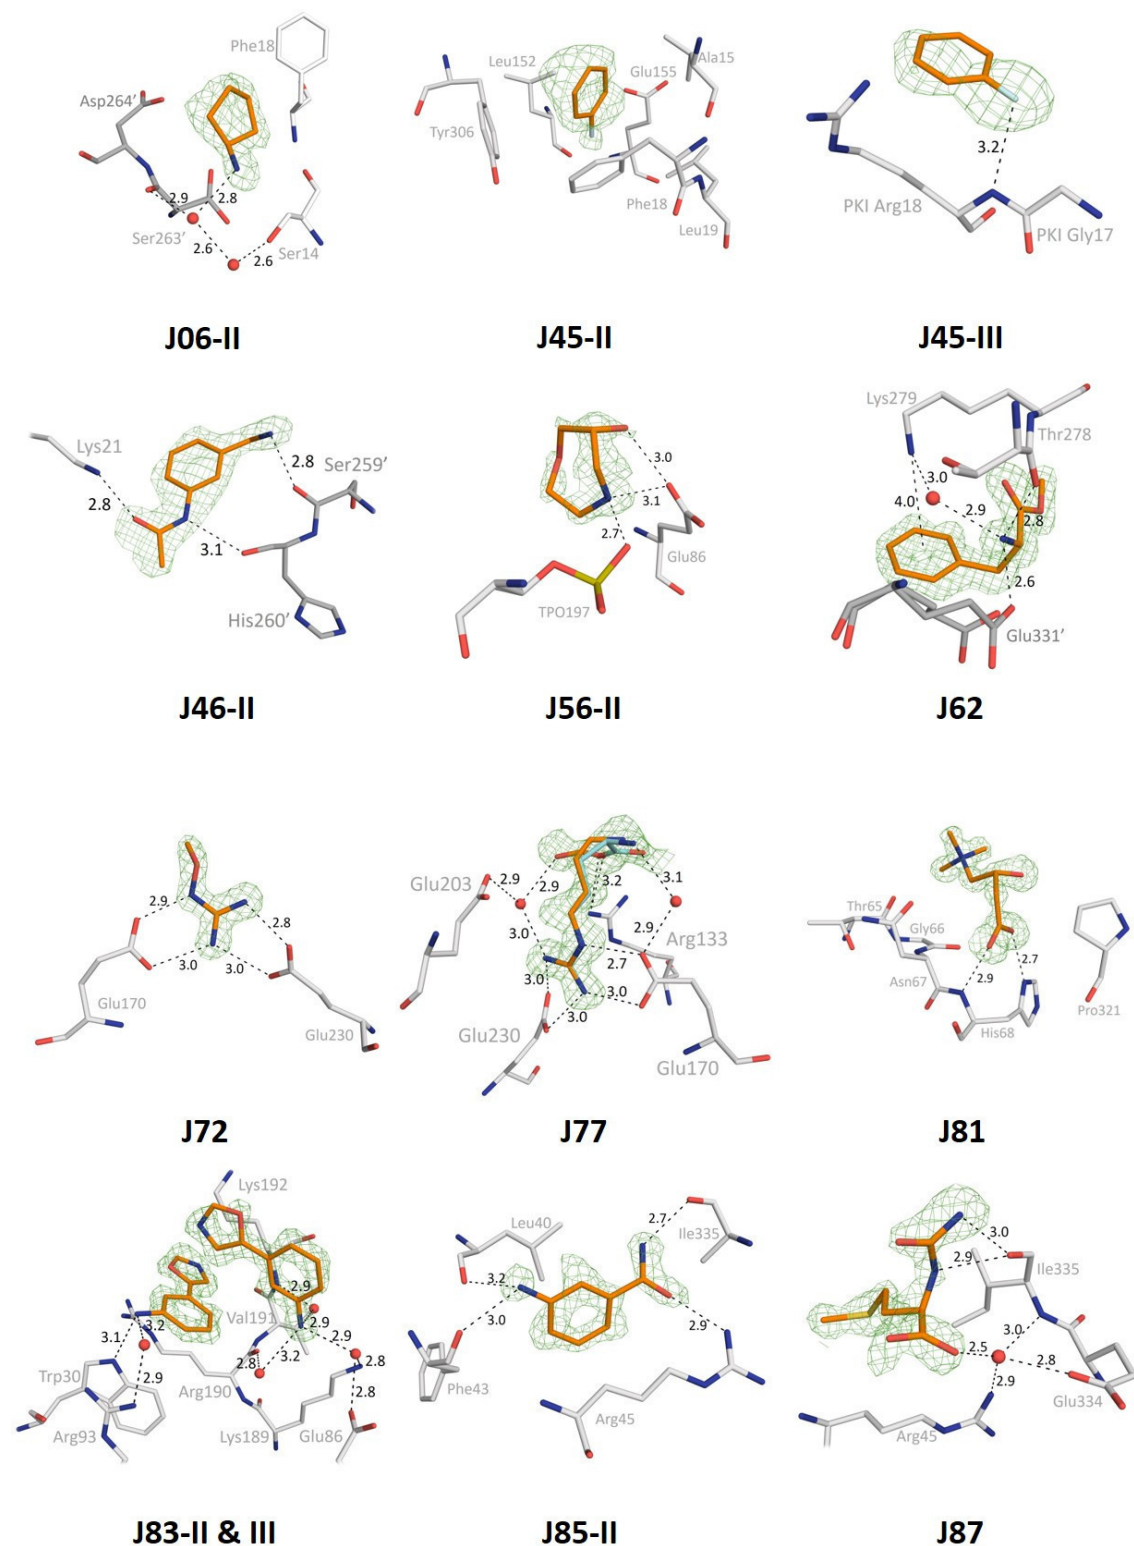 Phe18
Asp264′
2.9
2.8
Ser263′
2.6
2.6
Ser14
J06-II
Leu152
Glu155
Ala15
Tyr306
Phe18
Leu19
J45-II
3.2
PKI Arg18
PKI Gly17
J45-III
Lys21
2.8
2.8
Ser259′
3.1
His260′
J46-II
3.0
3.1
2.7
Glu86
TPO197
J56-II
Lys279
Thr278
3.0
4.0
2.9
2.8
2.6
Glu331′
J62
2.9
2.8
3.0
3.0
Glu170
Glu230
J72
Glu203
2.9
2.9
3.2
3.1
3.0
2.9
Arg133
2.7
3.0
3.0
3.0
Glu230
Glu170
J77
Thr65
Gly66
2.9
2.7
Asn67
His68
Pro321
J81
Lys192
2.9
Val191
2.9
3.2
3.1
2.9
3.2
2.8
2.8
Trp30
2.9
Arg190
2.8
Arg93
Lys189
Glu86
J83-II & III
2.7
Leu40
Ile335
3.2
3.0
2.9
Phe43
Arg45
J85-II
3.0
2.9
Ile335
3.0
2.5
2.8
2.9
Glu334
Arg45
J87